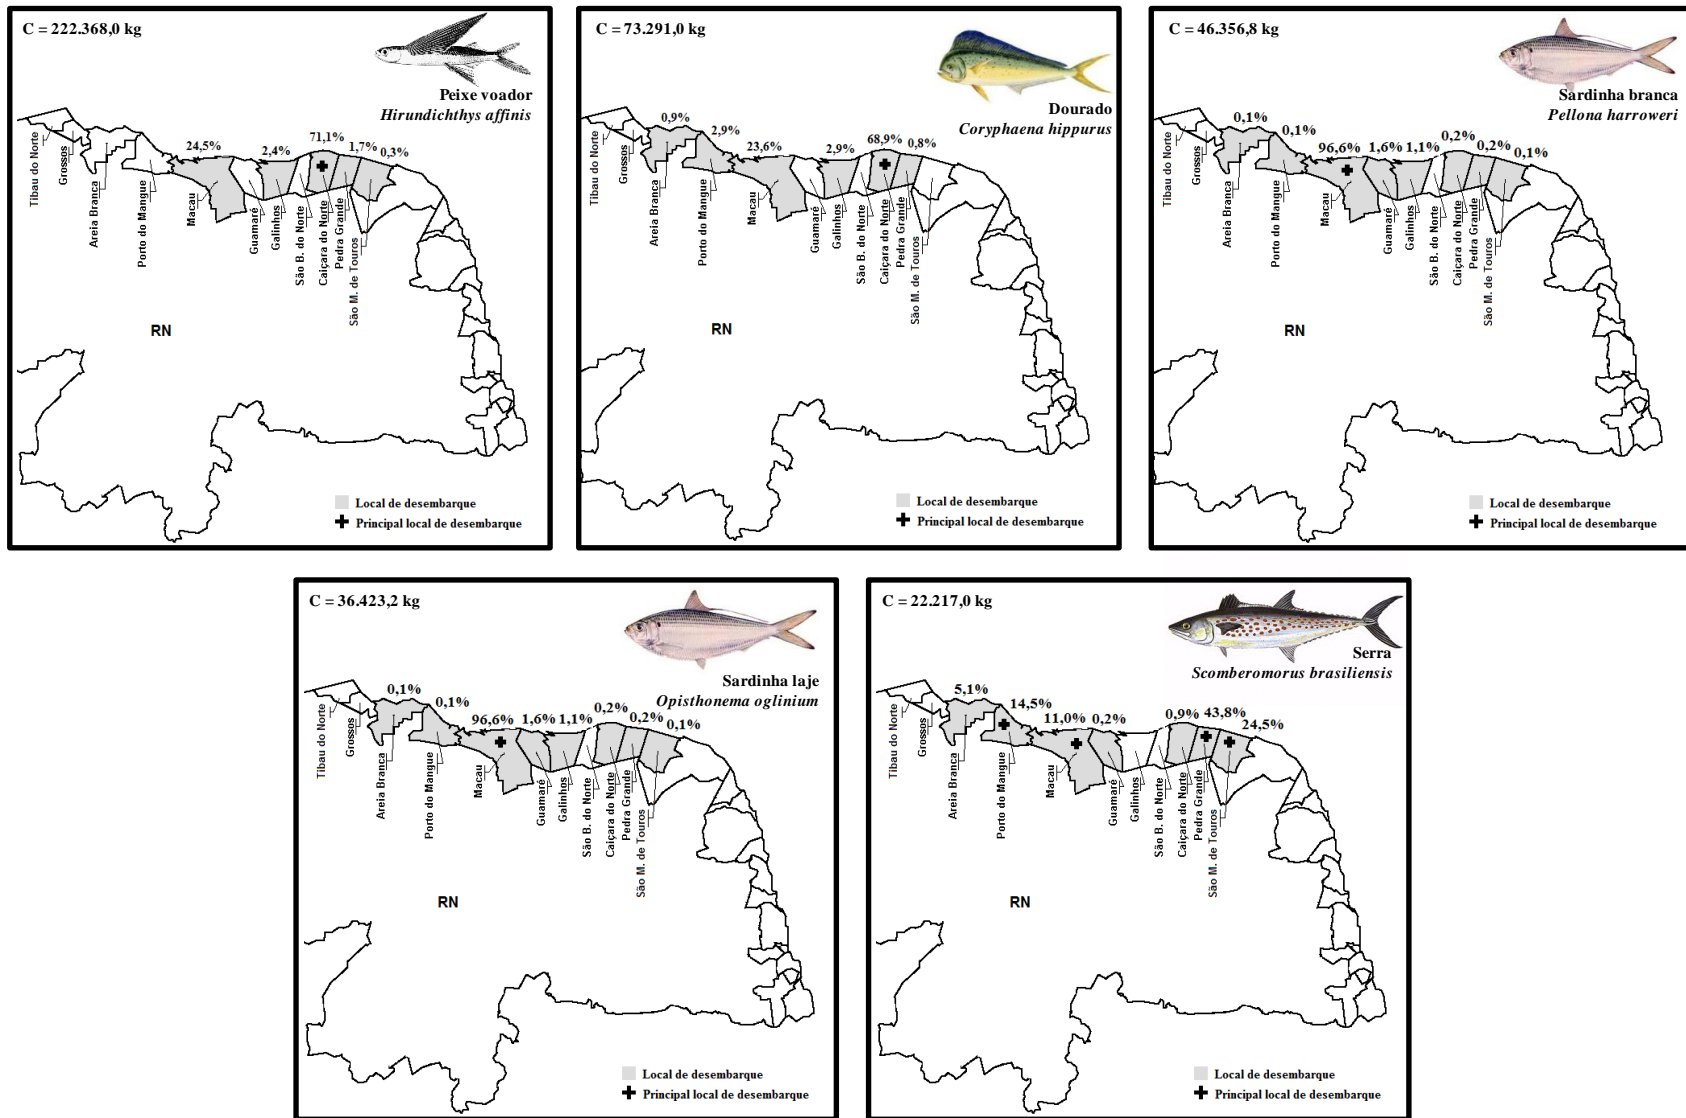 C = 222.368,0 kg
Peixe voador
Hirundichthys affinis
24,5%
2,4%
71,1%
1,7%
0,3%
Tibau do Norte
Grossos
Areia Branca
Porto do Mangue
Macau
Guamaré
Galinhos
São B. do Norte
Caiçara do Norte
Pedra Grande
São M. de Touros
RN
Local de desembarque
Principal local de desembarque
C = 73.291,0 kg
Dourado
Coryphaena hippurus
0,9%
2,9%
23,6%
2,9%
68,9%
0,8%
Tibau do Norte
Grossos
Areia Branca
Porto do Mangue
Macau
Guamaré
Galinhos
São B. do Norte
Caiçara do Norte
Pedra Grande
São M. de Touros
RN
Local de desembarque
Principal local de desembarque
C = 46.356,8 kg
Sardinha branca
Pellona harroweri
0,1%
0,1%
96,6%
1,6%
1,1%
0,2%
0,2%
0,1%
Tibau do Norte
Grossos
Areia Branca
Porto do Mangue
Macau
Guamaré
Galinhos
São B. do Norte
Caiçara do Norte
Pedra Grande
São M. de Touros
RN
Local de desembarque
Principal local de desembarque
C = 36.423,2 kg
Sardinha laje
Opisthonema oglinium
0,1%
0,1%
96,6%
1,6%
1,1%
0,2%
0,2%
0,1%
Tibau do Norte
Grossos
Areia Branca
Porto do Mangue
Macau
Guamaré
Galinhos
São B. do Norte
Caiçara do Norte
Pedra Grande
São M. de Touros
RN
Local de desembarque
Principal local de desembarque
C = 22.217,0 kg
Serra
Scomberomorus brasiliensis
5,1%
14,5%
11,0%
0,2%
0,9%
43,8%
24,5%
Tibau do Norte
Grossos
Areia Branca
Porto do Mangue
Macau
Guamaré
Galinhos
São B. do Norte
Caiçara do Norte
Pedra Grande
São M. de Touros
RN
Local de desembarque
Principal local de desembarque